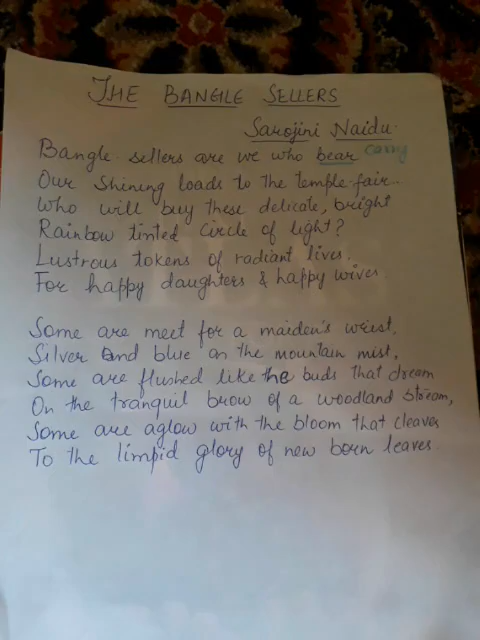 THE BANGLE SELLERS
Sarojini Naidu.
Bangle sellers are we who bear carry
Our Shining loads to the temple fair..
Who will buy these delicate, bright
Rainbow tinted circle of light?
Lustrous tokens of radiant lives.
For happy daughters & happy wives.
Some are meet for a maiden's wrist.
Silver and blue as the mountain mist,
Some are flushed like the buds that dream
On the tranquil brow of a woodland stream,
Some are aglow with the bloom that cleaves
To the limpid glory of new born leaves.